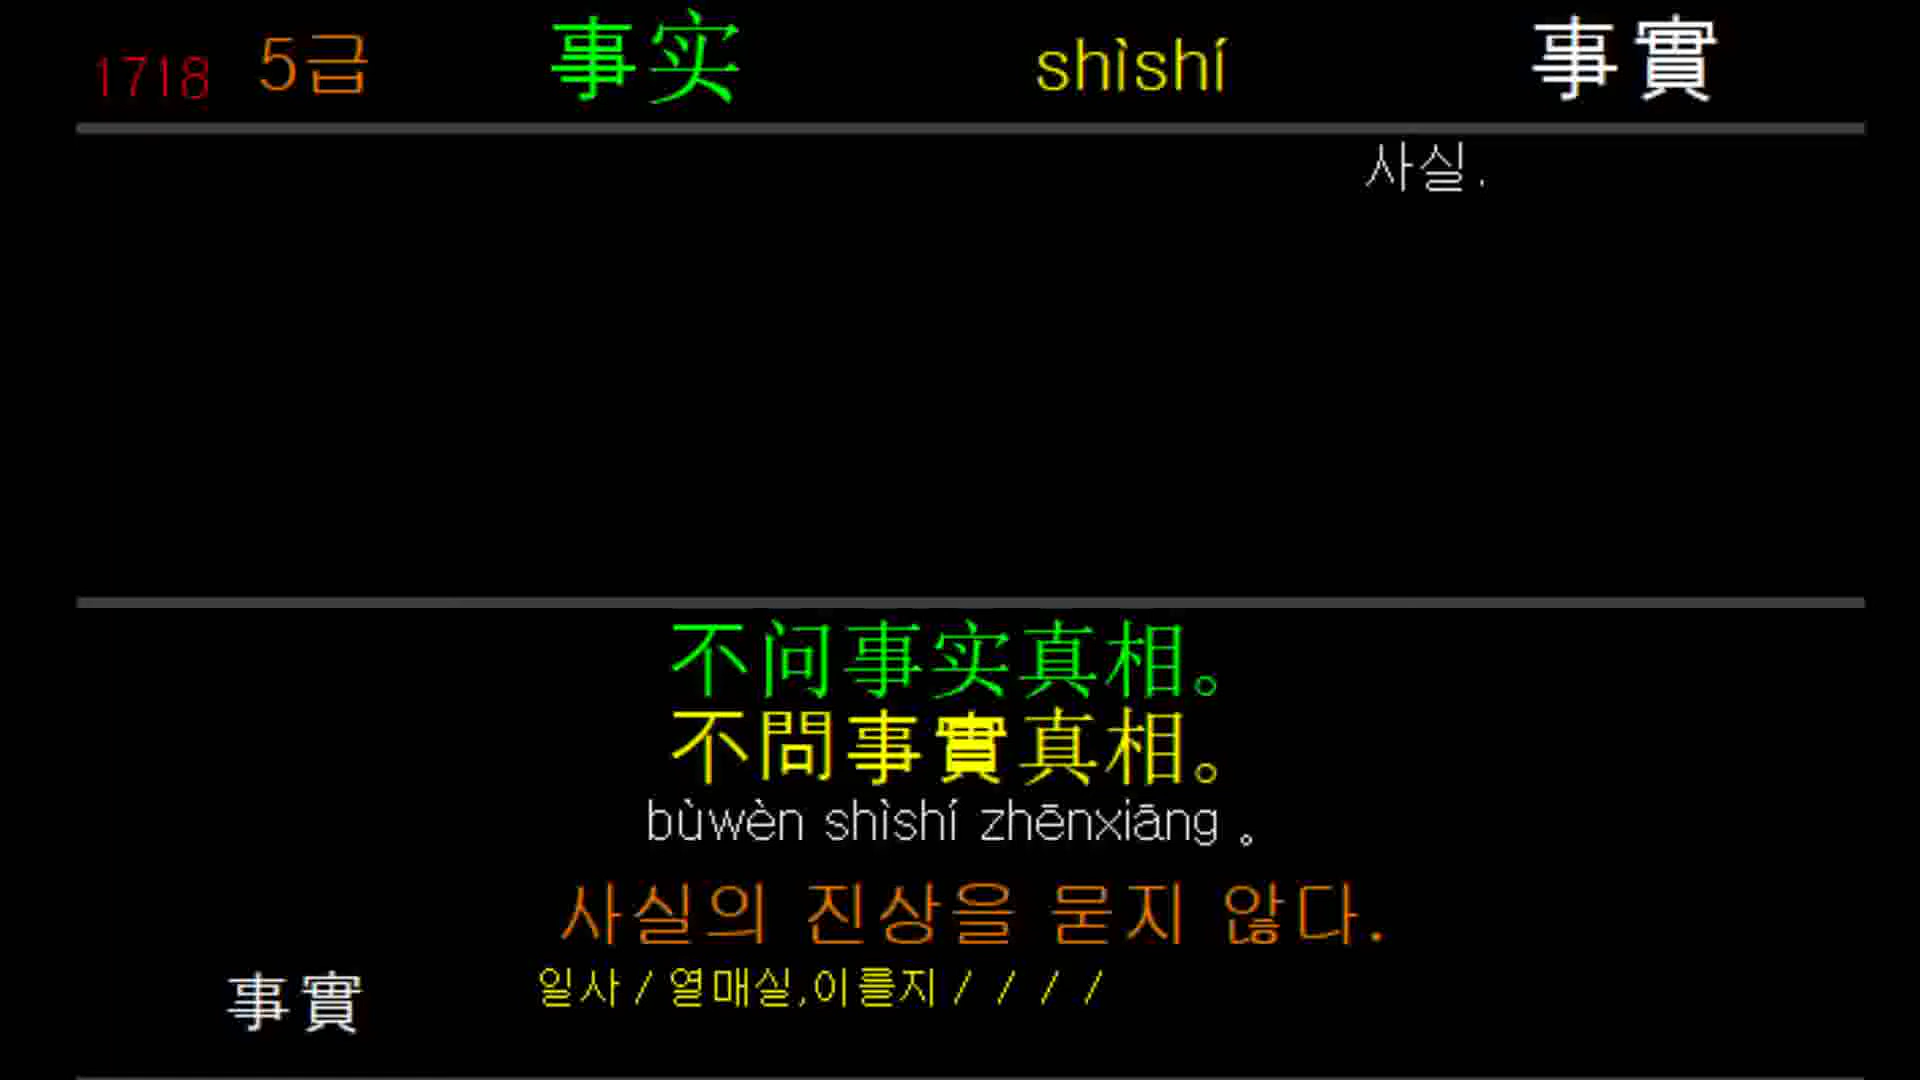 1718 5급 事实 shìshí 事實
사실.
不问事实真相。
不問事實真相。
bùwèn shìshí zhēnxiāng 。
사실의 진상을 묻지 않다.
事實 일사 / 열매실,이를지 / / / /